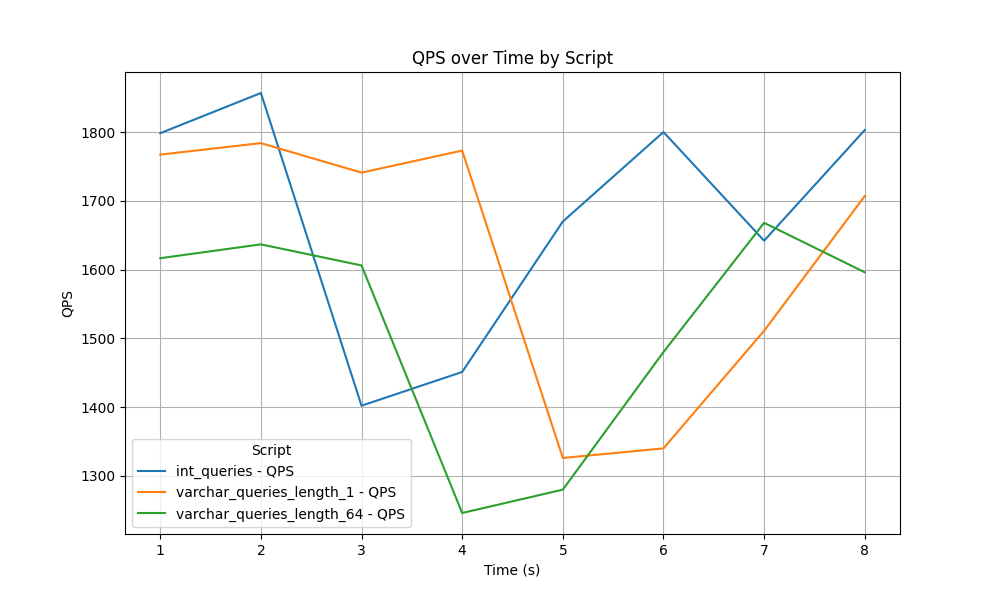 QPS over Time by Script
QPS
1800
1700
1600
1500
1400
1300
Script
int_queries - QPS
varchar_queries_length_1 - QPS
varchar_queries_length_64 - QPS
1 2 3 4 5 6 7 8
Time (s)